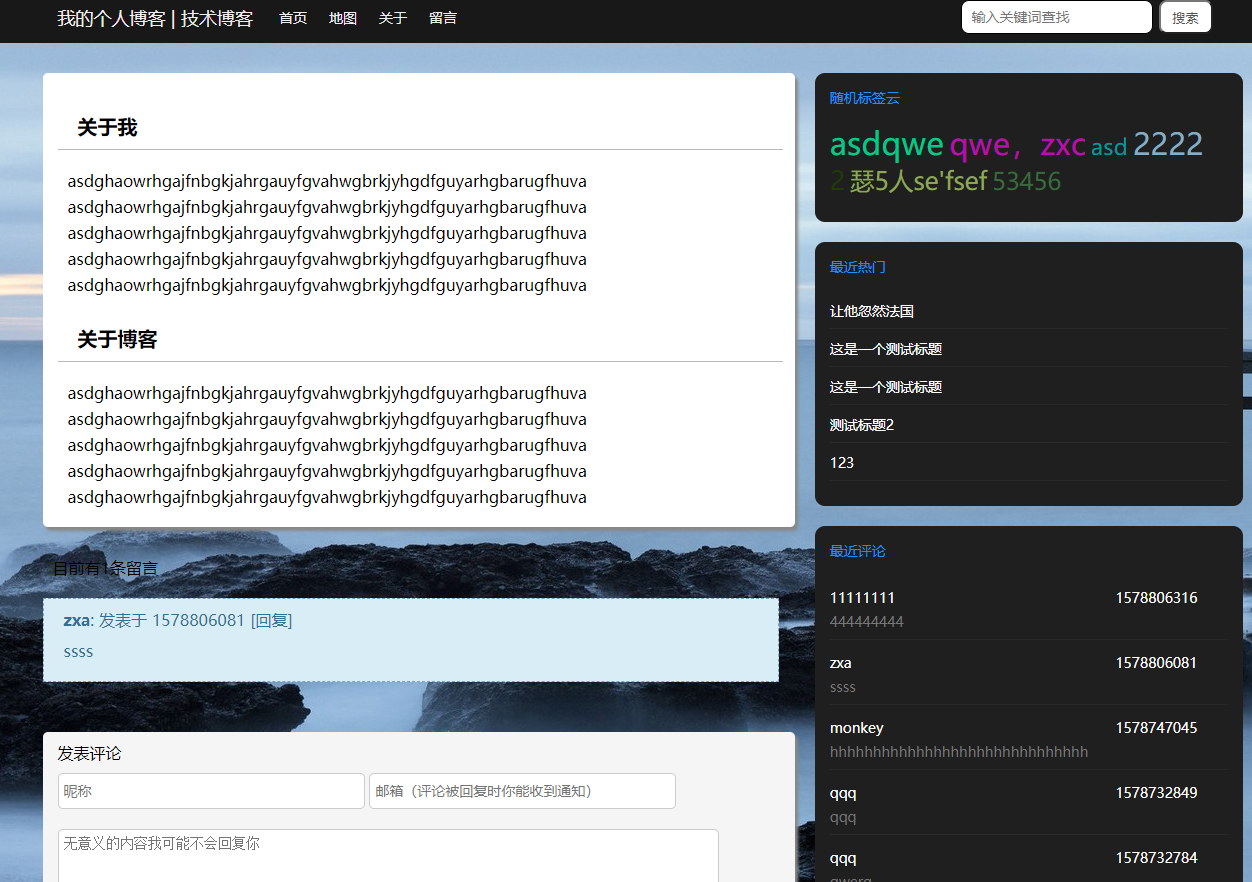 我的个人博客 | 技术博客 首页 地图 关于 留言 输入关键词查找 搜索
关于我
asdghaowrhgajfnbgkjahrgauyfgvahwgbrkjyhgdfguyarhgbarugfhuva
asdghaowrhgajfnbgkjahrgauyfgvahwgbrkjyhgdfguyarhgbarugfhuva
asdghaowrhgajfnbgkjahrgauyfgvahwgbrkjyhgdfguyarhgbarugfhuva
asdghaowrhgajfnbgkjahrgauyfgvahwgbrkjyhgdfguyarhgbarugfhuva
asdghaowrhgajfnbgkjahrgauyfgvahwgbrkjyhgdfguyarhgbarugfhuva
关于博客
asdghaowrhgajfnbgkjahrgauyfgvahwgbrkjyhgdfguyarhgbarugfhuva
asdghaowrhgajfnbgkjahrgauyfgvahwgbrkjyhgdfguyarhgbarugfhuva
asdghaowrhgajfnbgkjahrgauyfgvahwgbrkjyhgdfguyarhgbarugfhuva
asdghaowrhgajfnbgkjahrgauyfgvahwgbrkjyhgdfguyarhgbarugfhuva
asdghaowrhgajfnbgkjahrgauyfgvahwgbrkjyhgdfguyarhgbarugfhuva
目前有1条留言
zxa: 发表于 1578806081 [回复]
ssss
发表评论
昵称 邮箱（评论被回复时你能收到通知）
无意义的内容我可能不会回复你
随机标签云
asdqwe qwe，zxc asd 2222
2 瑟5人se'fsef 53456
最近热门
让他忽然法国
这是一个测试标题
这是一个测试标题
测试标题2
123
最近评论
11111111 1578806316
444444444
zxa 1578806081
ssss
monkey 1578747045
hhhhhhhhhhhhhhhhhhhhhhhhhhhhhh
qqq 1578732849
qqq
qqq 1578732784